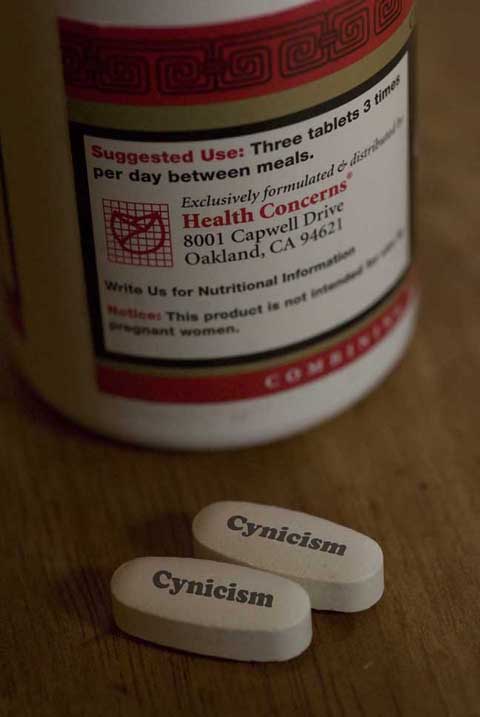 Suggested Use: Three tablets 3 times
per day between meals.
Exclusively formulated & distributed by
Health Concerns®
8001 Capwell Drive
Oakland, CA 94621
Write Us for Nutritional Information
Notice: This product is not intended for use by
pregnant women.
COMBINING
Cynicism
Cynicism